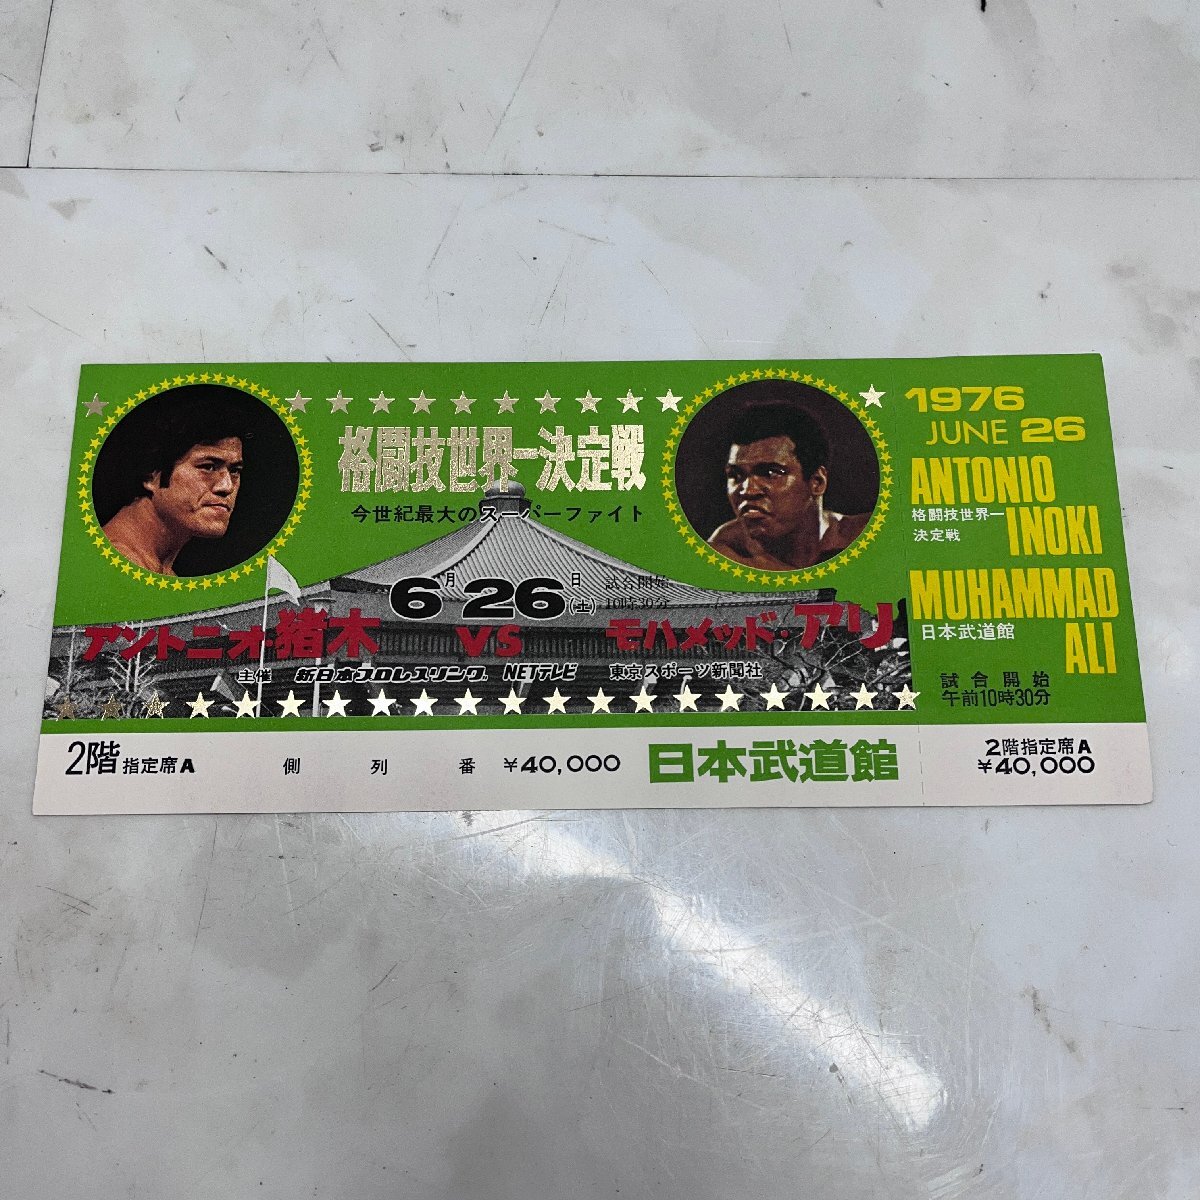 格闘技世界一決定戦
今世紀最大のスーパーファイト
6月26日(土) 試合開始 10時30分
アントニオ・猪木 VS モハメッド・アリ
主催 新日本プロレスリング. NETテレビ 東京スポーツ新聞社
2階 指定席A 側 列 番 ¥40,000 日本武道館
1976
JUNE 26
ANTONIO
格闘技世界一
決定戦
INOKI
MUHAMMAD
日本武道館
ALI
試合開始
午前10時30分
2階指定席A
¥40,000